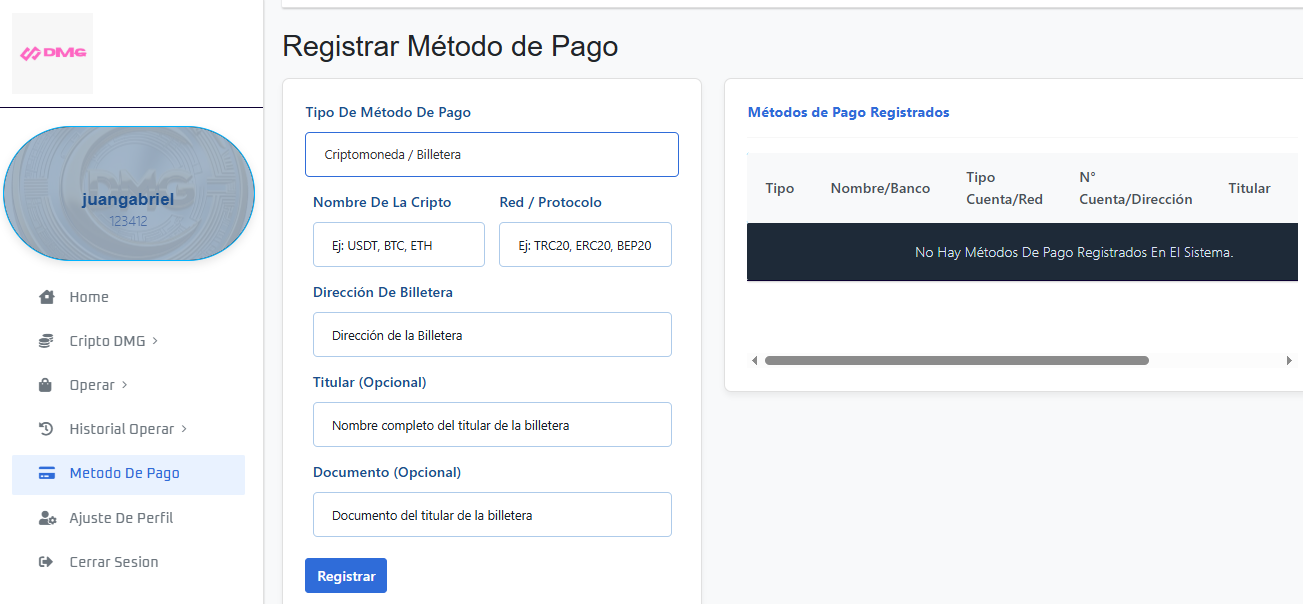 DMG
juangabriel
123412
Home
Cripto DMG
Operar
Historial Operar
Metodo De Pago
Ajuste De Perfil
Cerrar Sesion
Registrar Método de Pago
Tipo De Método De Pago
Criptomoneda / Billetera
Nombre De La Cripto Red / Protocolo
Ej: USDT, BTC, ETH Ej: TRC20, ERC20, BEP20
Dirección De Billetera
Dirección de la Billetera
Titular (Opcional)
Nombre completo del titular de la billetera
Documento (Opcional)
Documento del titular de la billetera
Registrar
Métodos de Pago Registrados
Tipo Nombre/Banco Tipo Cuenta/Red N° Cuenta/Dirección Titular
No Hay Métodos De Pago Registrados En El Sistema.